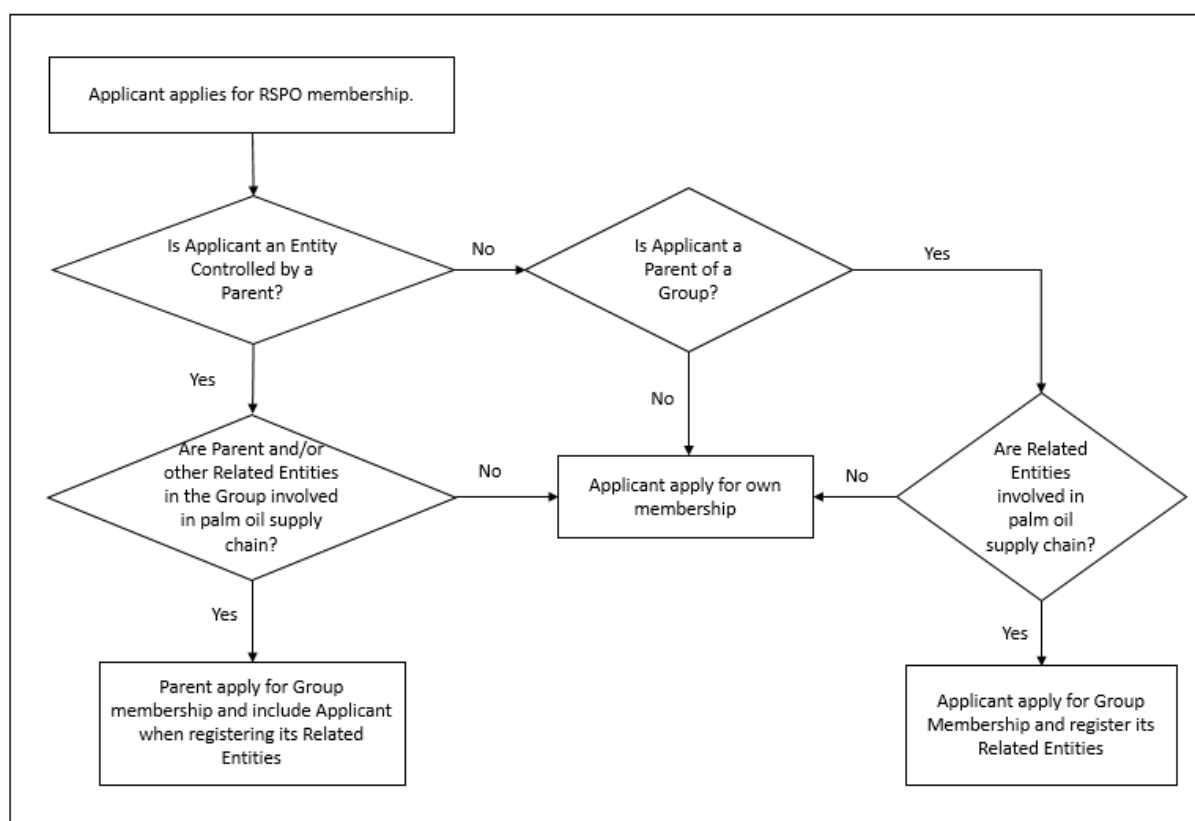 Applicant applies for RSPO membership.
Is Applicant an Entity
Controlled by a
Parent?
No
Is Applicant a
Parent of a
Group?
Yes
Yes
No
Are Parent and/or
other Related Entities
in the Group involved
in palm oil supply
chain?
No
Applicant apply for own
membership
No
Are Related
Entities
involved in
palm oil
supply chain?
Yes
Yes
Parent apply for Group
membership and include Applicant
when registering its Related
Entities
Applicant apply for Group
Membership and register its
Related Entities